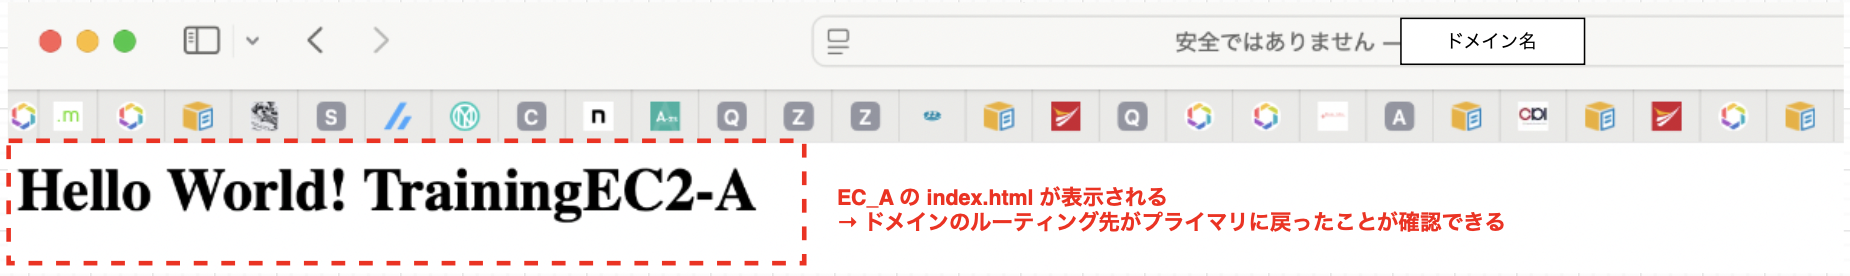 安全ではありません — ドメイン名
.m
S
C
n
A
Q
Z
Z
Q
A
Hello World! TrainingEC2-A
EC_A の index.html が表示される
→ ドメインのルーティング先がプライマリに戻ったことが確認できる